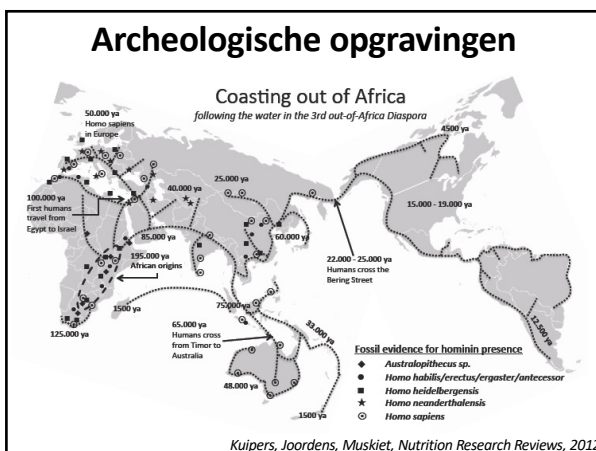 Archeologische opgravingen
Coasting out of Africa
following the water in the 3rd out-of-Africa Diaspora
50.000 ya
Homo sapiens
in Europe
4500 ya
25.000 ya
40.000 ya
15.000 - 19.000 ya
100.000 ya
First humans
travel from
Egypt to Israel
85.000 ya
60.000 ya
195.000 ya
African origins
22.000 - 25.000 ya
Humans cross the
Bering Street
1500 ya
75.000 ya
125.000 ya
65.000 ya
Humans cross
from Timor to
Australia
33.000 ya
12.500 ya
48.000 ya
1500 ya
Fossil evidence for hominin presence
Australopithecus sp.
Homo habilis/erectus/ergaster/antecessor
Homo heidelbergensis
Homo neanderthalensis
Homo sapiens
Kuipers, Joordens, Muskiet, Nutrition Research Reviews, 2012